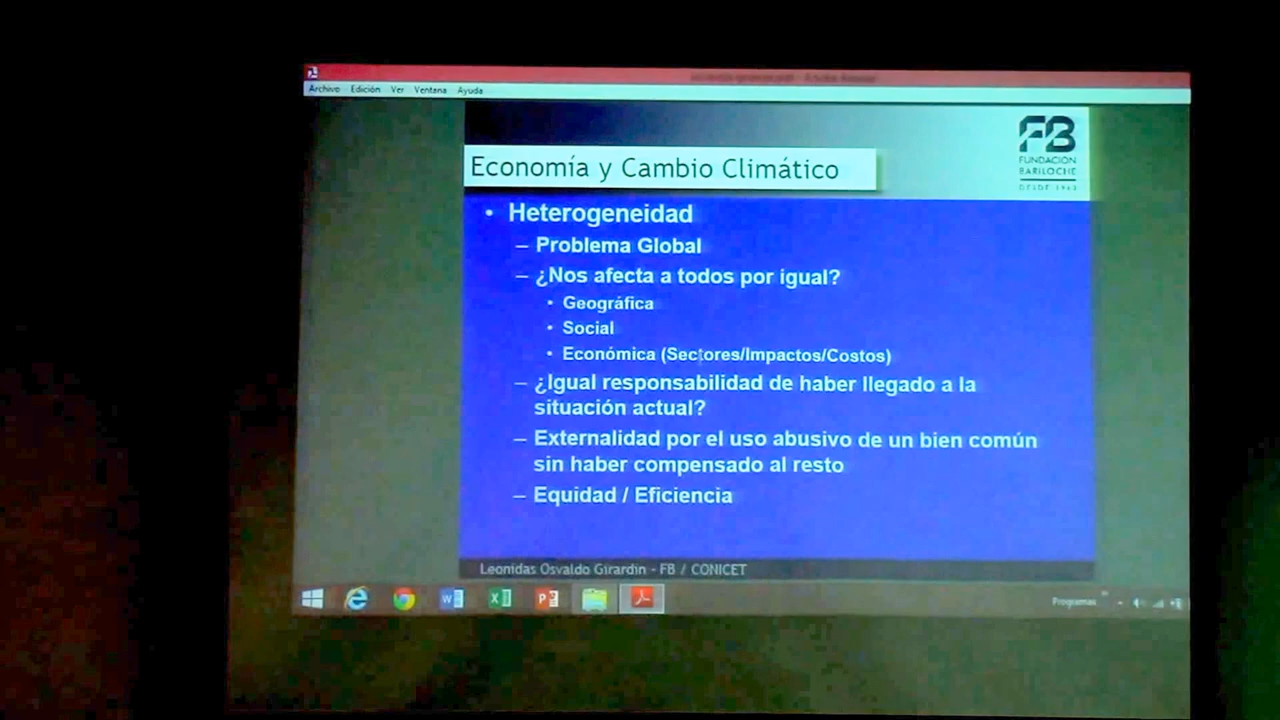 Archivo Edición Ver Ventana Ayuda
FB
FUNDACION
BARILOCHE
DESDE 1963
Economía y Cambio Climático
• Heterogeneidad
– Problema Global
– ¿Nos afecta a todos por igual?
• Geográfica
• Social
• Económica (Sectores/Impactos/Costos)
– ¿Igual responsabilidad de haber llegado a la
situación actual?
– Externalidad por el uso abusivo de un bien común
sin haber compensado al resto
– Equidad / Eficiencia
Leonidas Osvaldo Girardin - FB / CONICET
Programas